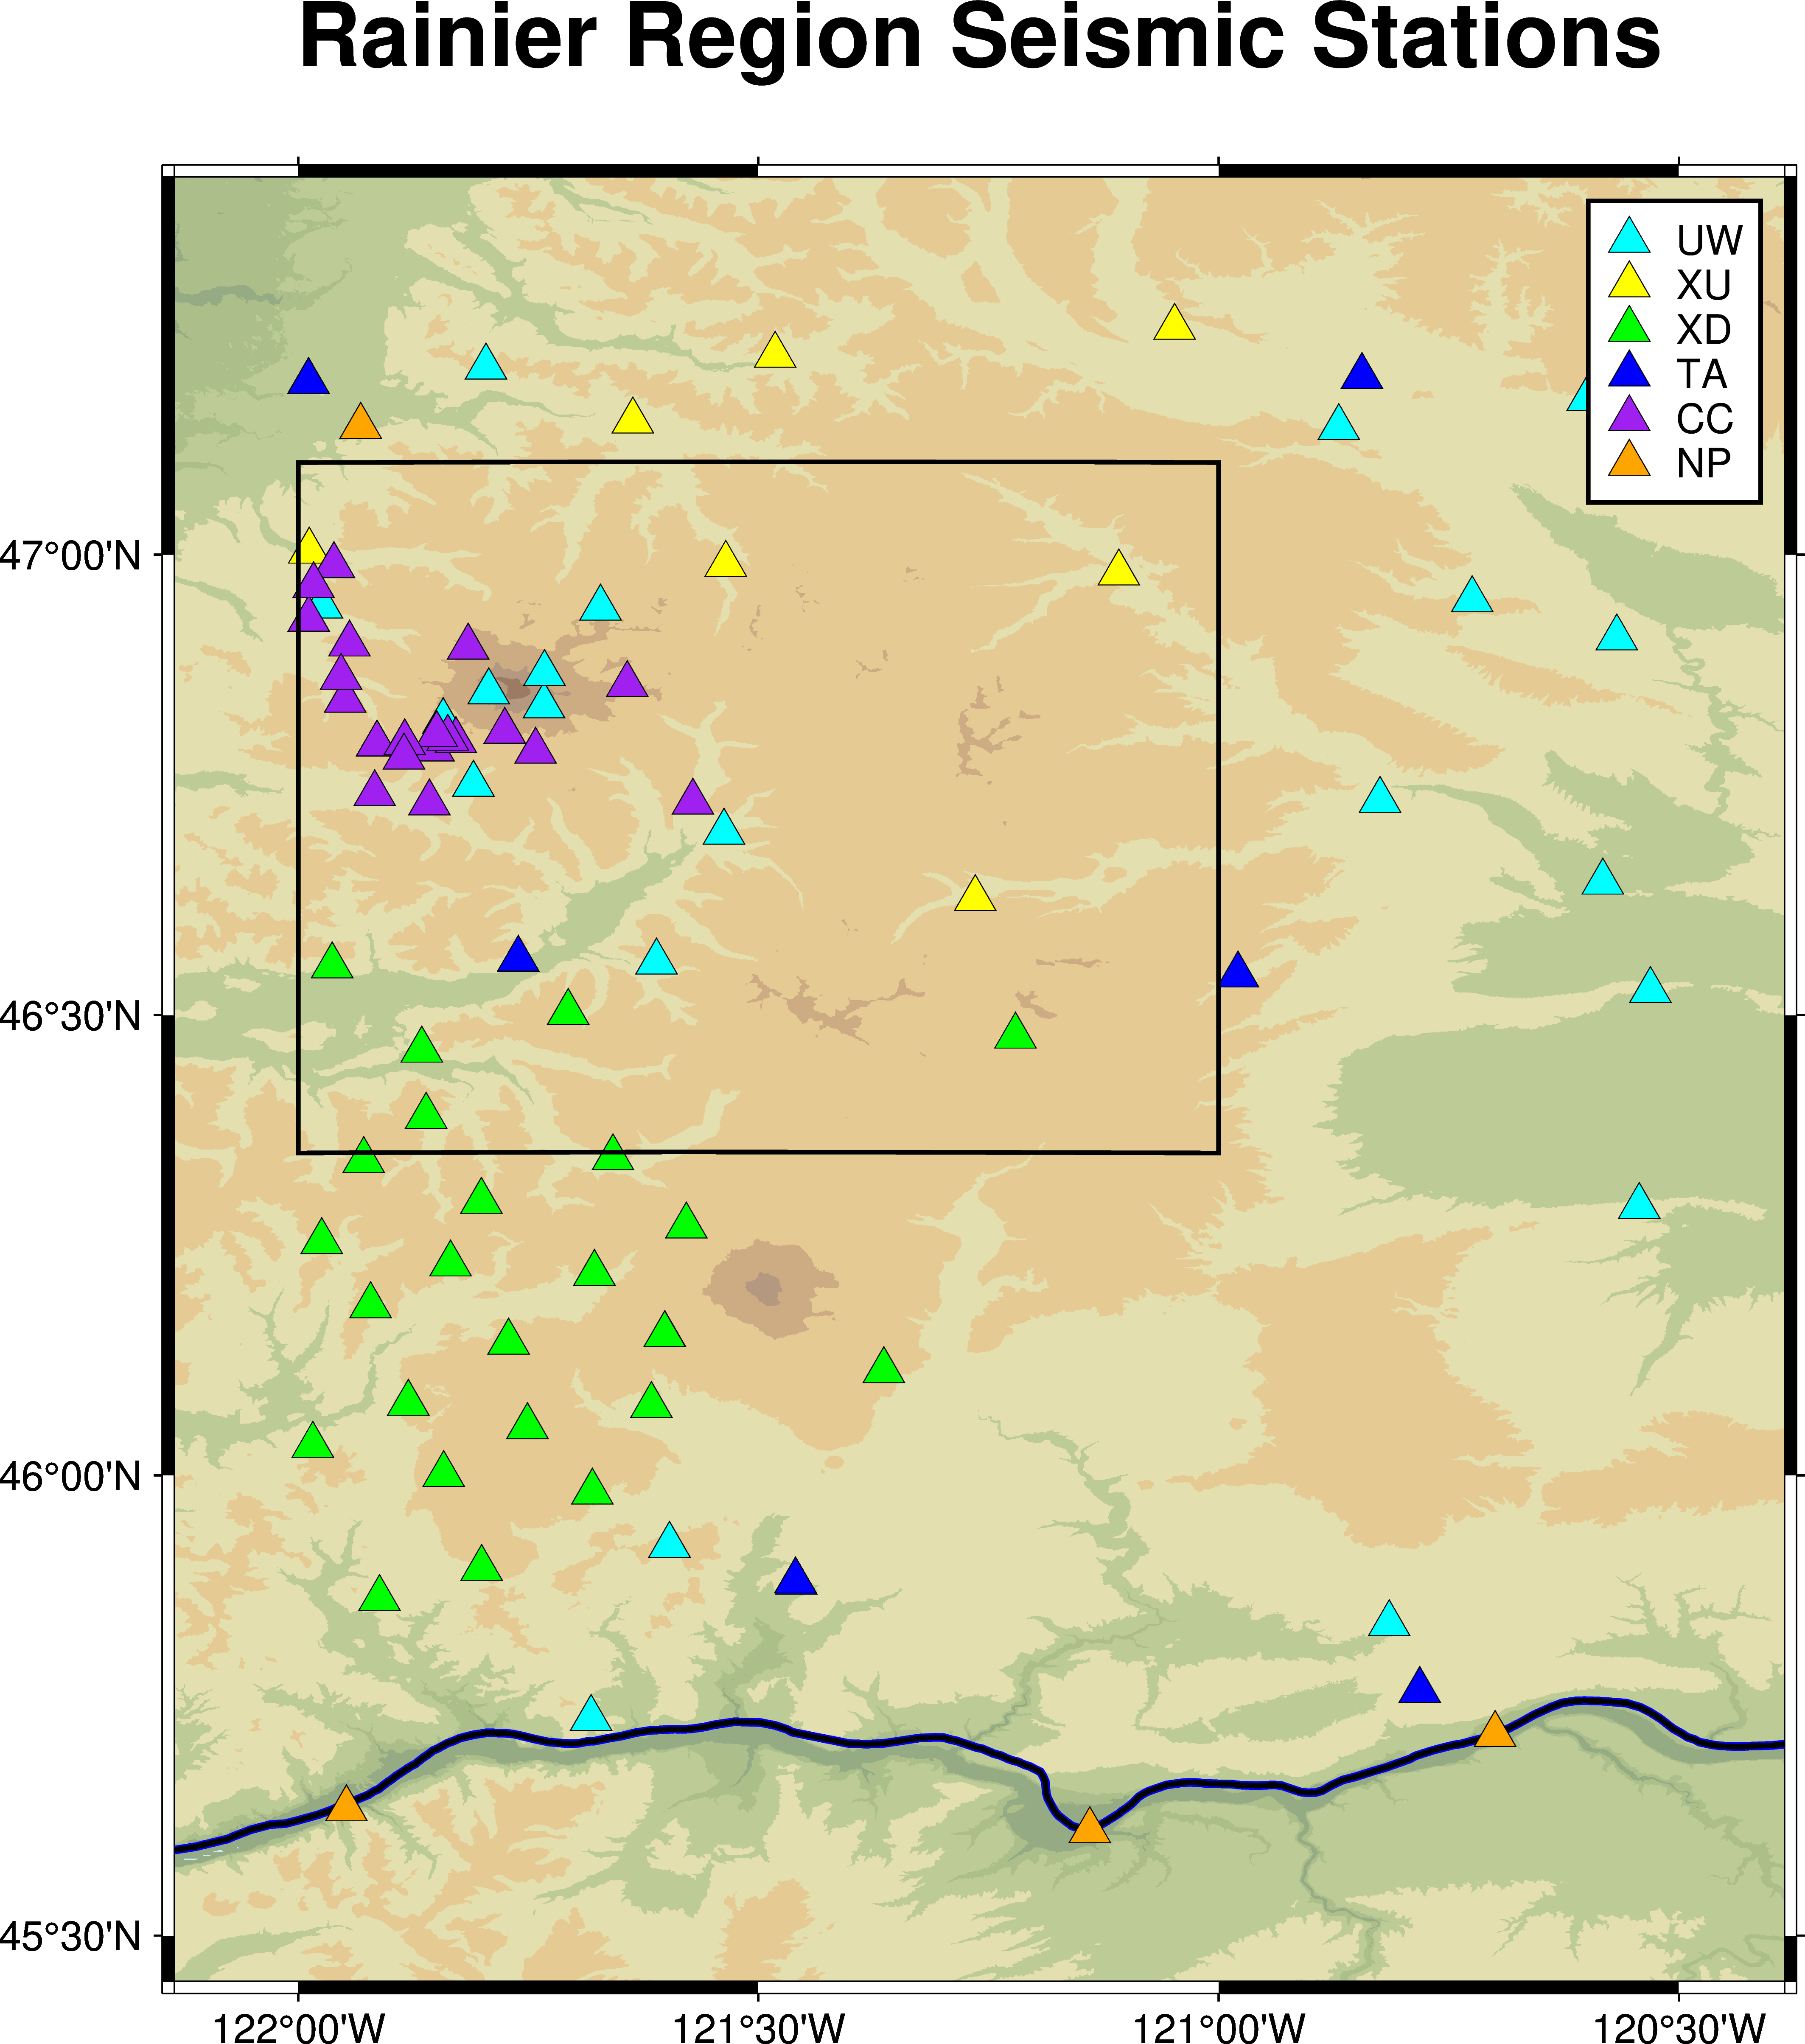 Rainier Region Seismic Stations
UW
XU
XD
TA
CC
NP
47°00'N
46°30'N
46°00'N
45°30'N
122°00'W
121°30'W
121°00'W
120°30'W